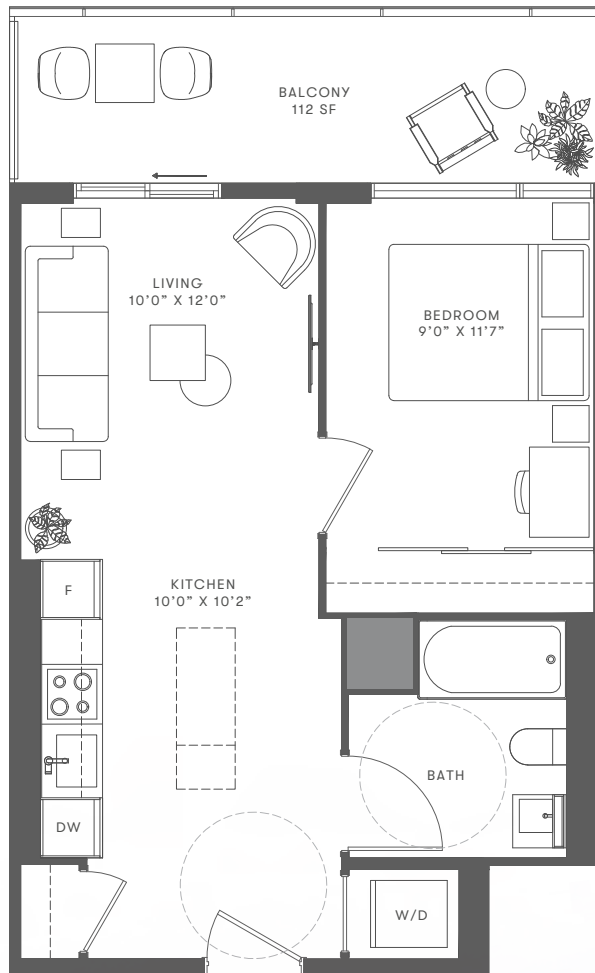 BALCONY
112 SF
LIVING
10’0” X 12’0”
BEDROOM
9’0” X 11’7”
F
KITCHEN
10’0” X 10’2”
BATH
DW
W/D